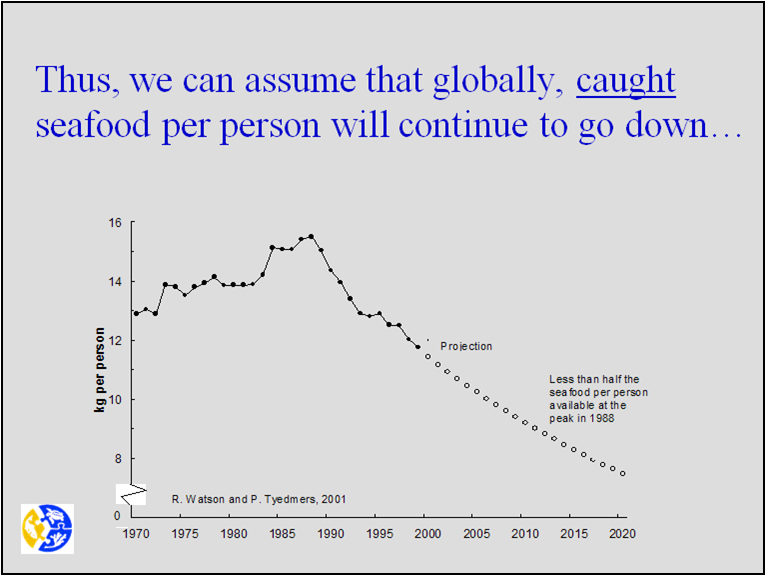 Thus, we can assume that globally, caught
seafood per person will continue to go down…
16
14
12
10
8
0
kg per person
Projection
Less than half the
seafood per person
available at the
peak in 1988
R. Watson and P. Tyedmers, 2001
1970 1975 1980 1985 1990 1995 2000 2005 2010 2015 2020